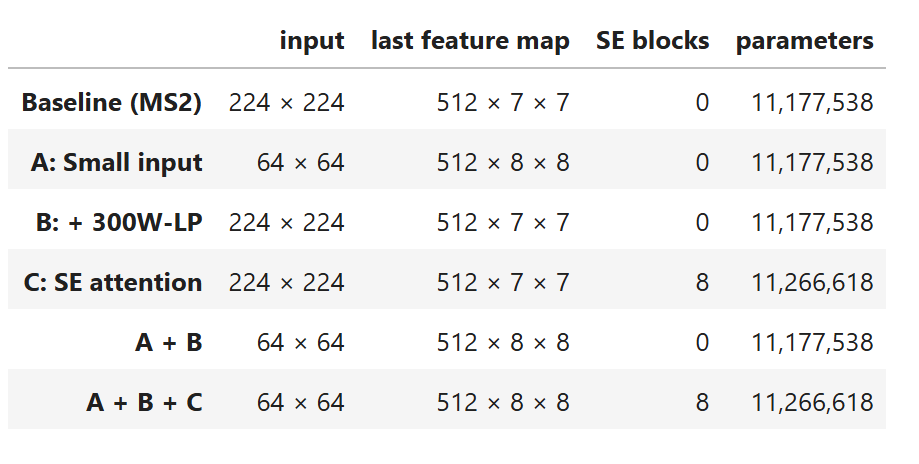 input last feature map SE blocks parameters
Baseline (MS2) 224 × 224 512 × 7 × 7 0 11,177,538
A: Small input 64 × 64 512 × 8 × 8 0 11,177,538
B: + 300W-LP 224 × 224 512 × 7 × 7 0 11,177,538
C: SE attention 224 × 224 512 × 7 × 7 8 11,266,618
A + B 64 × 64 512 × 8 × 8 0 11,177,538
A + B + C 64 × 64 512 × 8 × 8 8 11,266,618